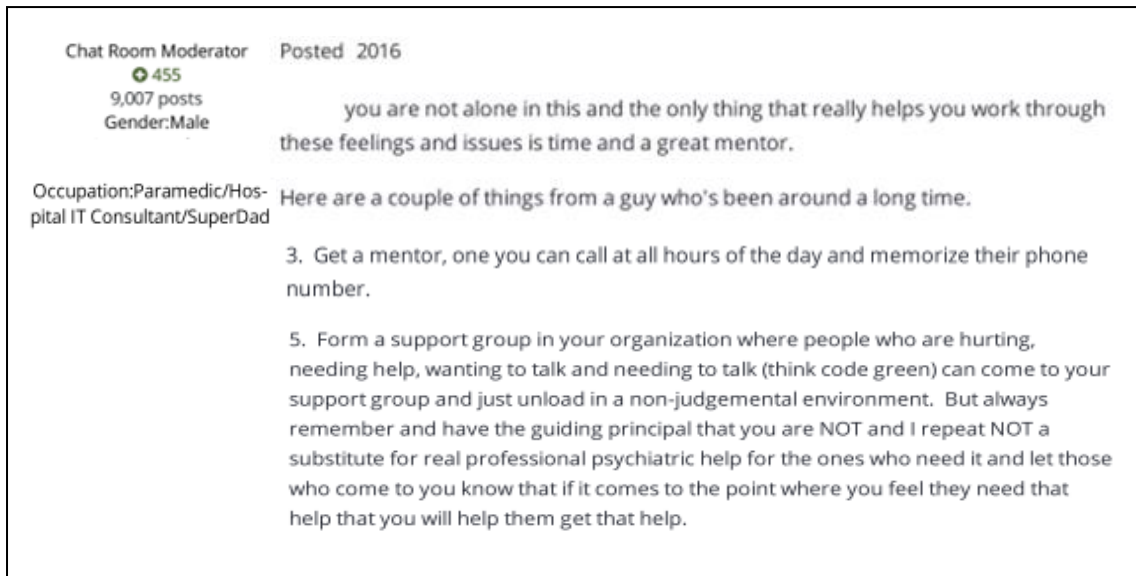 Chat Room Moderator
455
9,007 posts
Gender:Male
Occupation:Paramedic/Hos-
pital IT Consultant/SuperDad
Posted 2016
you are not alone in this and the only thing that really helps you work through
these feelings and issues is time and a great mentor.
Here are a couple of things from a guy who's been around a long time.
3. Get a mentor, one you can call at all hours of the day and memorize their phone
number.
5. Form a support group in your organization where people who are hurting,
needing help, wanting to talk and needing to talk (think code green) can come to your
support group and just unload in a non-judgemental environment. But always
remember and have the guiding principal that you are NOT and I repeat NOT a
substitute for real professional psychiatric help for the ones who need it and let those
who come to you know that if it comes to the point where you feel they need that
help that you will help them get that help.